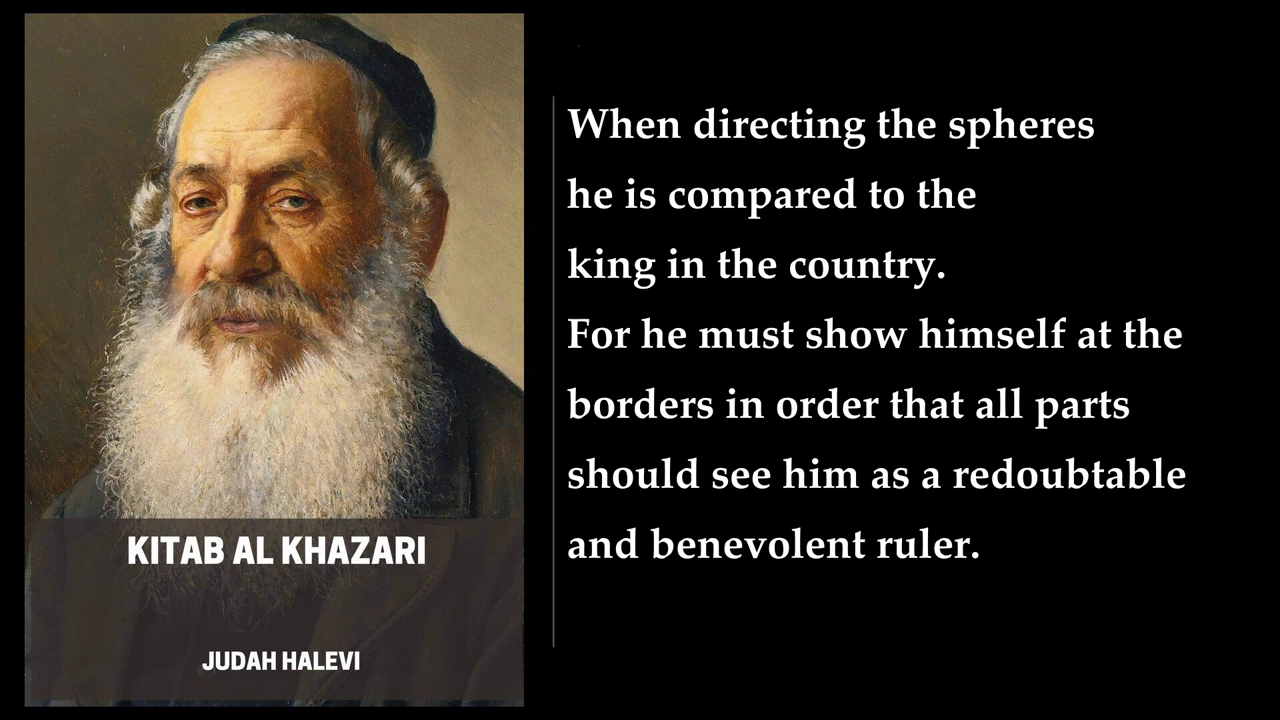 KITAB AL KHAZARI
JUDAH HALEVI
When directing the spheres
he is compared to the
king in the country.
For he must show himself at the
borders in order that all parts
should see him as a redoubtable
and benevolent ruler.